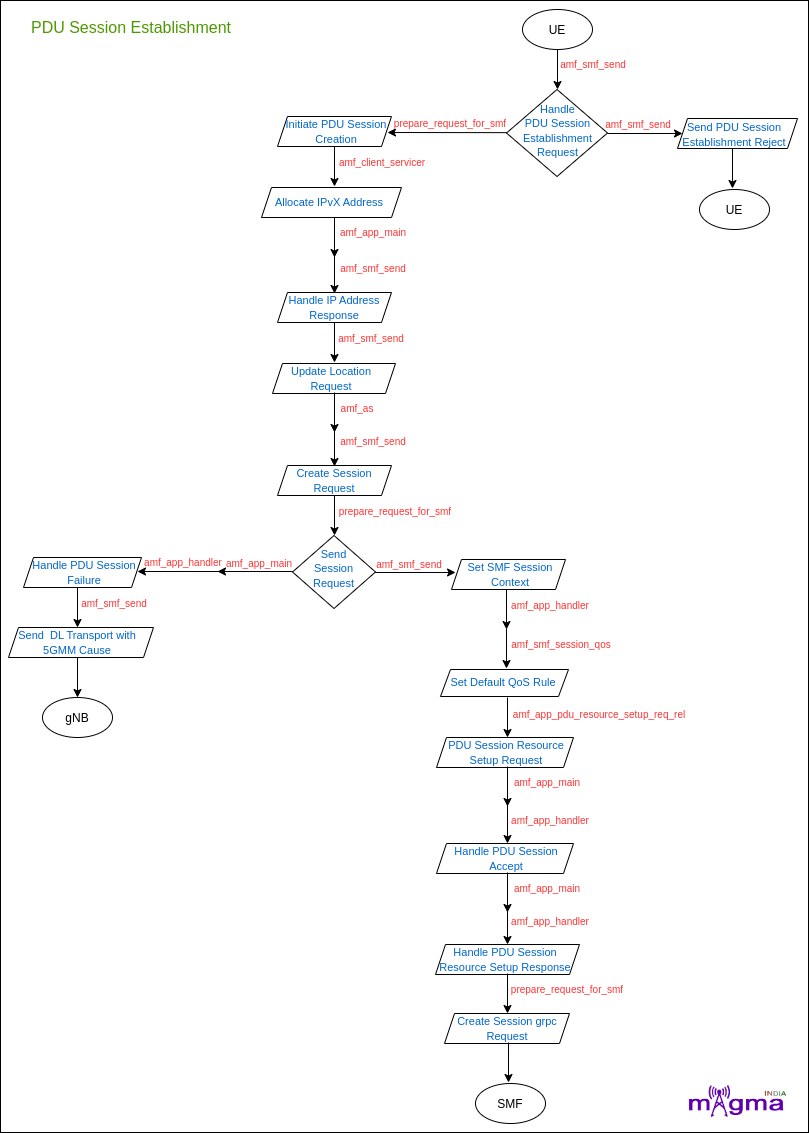 PDU Session Establishment
UE
amf_smf_send
Handle
PDU Session
Establishment
Request
prepare_request_for_smf
amf_smf_send
Initiate PDU Session
Creation
Send PDU Session
Establishment Reject
UE
amf_client_servicer
Allocate IPvX Address
amf_app_main
amf_smf_send
Handle IP Address
Response
amf_smf_send
Update Location
Request
amf_as
amf_smf_send
Create Session
Request
prepare_request_for_smf
Send
Session
Request
amf_app_handler
amf_app_main
amf_smf_send
Handle PDU Session
Failure
amf_smf_send
Send  DL Transport with
5GMM Cause
gNB
Set SMF Session
Context
amf_app_handler
amf_smf_session_qos
Set Default QoS Rule
amf_app_pdu_resource_setup_req_rel
PDU Session Resource
Setup Request
amf_app_main
amf_app_handler
Handle PDU Session
Accept
amf_app_main
amf_app_handler
Handle PDU Session
Resource Setup Response
prepare_request_for_smf
Create Session grpc
Request
SMF
INDIA
magma